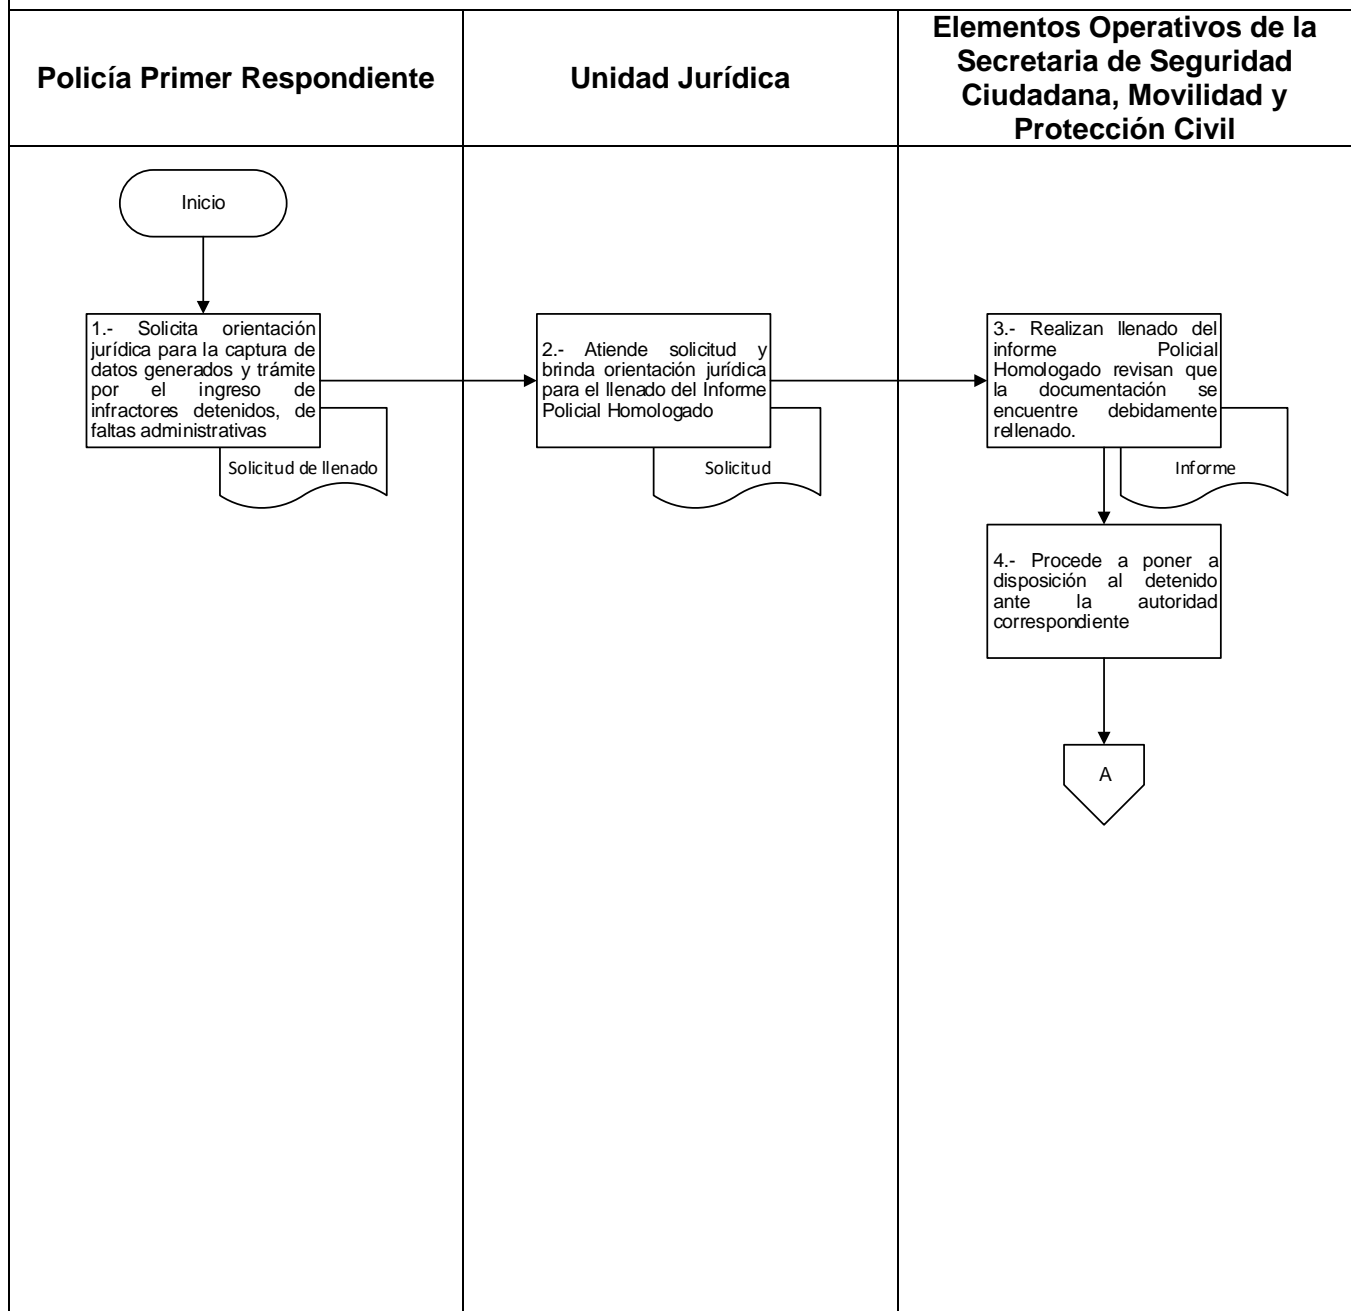 Policía Primer Respondiente
Unidad Jurídica
Elementos Operativos de la
Secretaria de Seguridad
Ciudadana, Movilidad y
Protección Civil
Inicio
1.- Solicita orientación
jurídica para la captura de
datos generados y trámite
por el ingreso de
infractores detenidos, de
faltas administrativas
Solicitud de llenado
2.- Atiende solicitud y
brinda orientación jurídica
para el llenado del Informe
Policial Homologado
Solicitud
3.- Realizan llenado del
informe Policial
Homologado revisan que
la documentación se
encuentre debidamente
rellenado.
Informe
4.- Procede a poner a
disposición al detenido
ante la autoridad
correspondiente
A